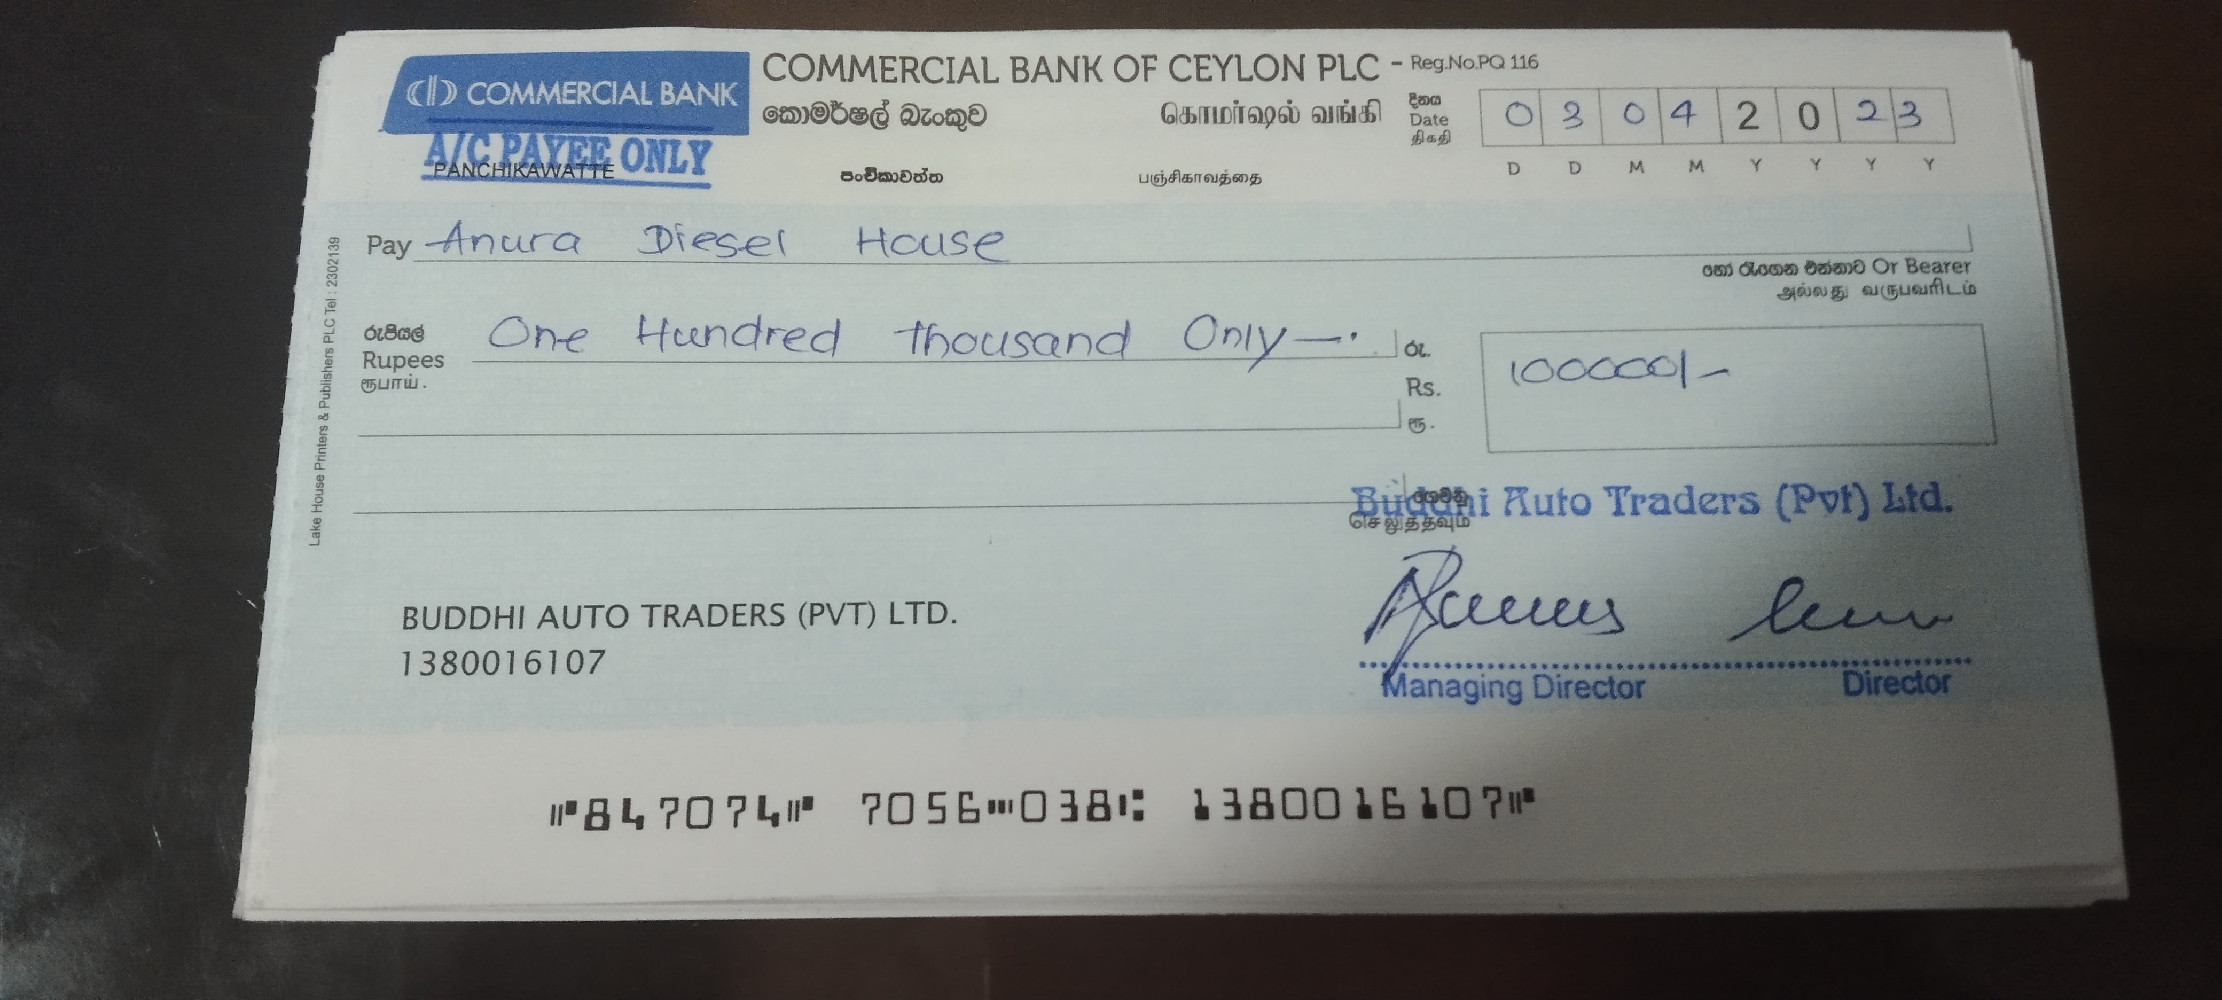 COMMERCIAL BANK
COMMERCIAL BANK OF CEYLON PLC - Reg.No.PQ 116
කොමර්ෂල් බැංකුව
கொமர்ஷல் வங்கி
දිනය
Date
திகதி
0 3 0 4 2 0 2 3
D D M M Y Y Y Y
A/C PAYEE ONLY
PANCHIKAWATTE
පංචිකාවත්ත
பஞ்சிகாவத்தை
Pay Anura Diesel House
හෝ රැගෙන එන්නාට Or Bearer
அல்லது வருபவரிடம்
රුපියල්
Rupees
ரூபாய்.
One Hundred Thousand Only
රු.
Rs.
ரூ.
100000/-
ගෙවනු
செலுத்தவும்
Buddhi Auto Traders (Pvt) Ltd.
BUDDHI AUTO TRADERS (PVT) LTD.
1380016107
Managing Director
Director
Lake House Printers & Publishers PLC Tel : 2302139
⑈847074⑈ 7056⑉038⑆ 1380016107⑈